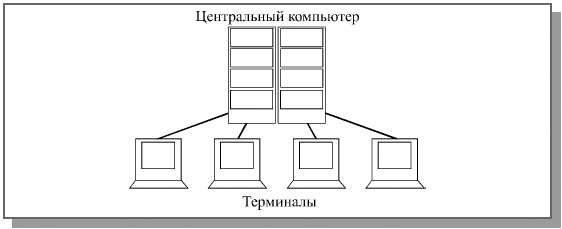 Центральный компьютер
Терминалы